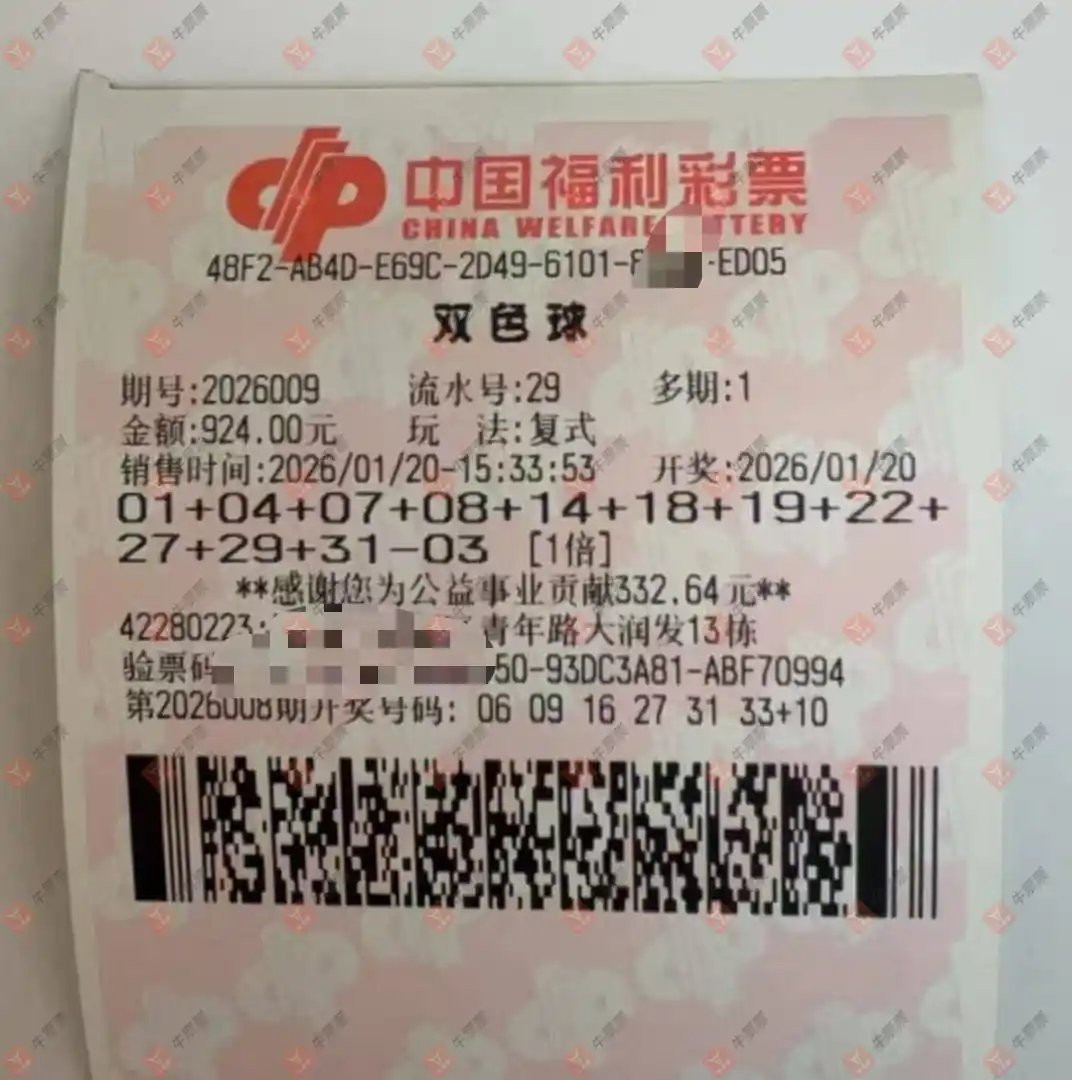 中国福利彩票
CHINA WELFARE LOTTERY
48F2-AB4D-E69C-2D49-6101- -ED05
双色球
期号:2026009 流水号:29 多期:1
金额:924.00元 玩 法:复式
销售时间:2026/01/20-15:33:53 开奖:2026/01/20
01+04+07+08+14+18+19+22+
27+29+31-03 [1倍]
**感谢您为公益事业贡献332.64元**
42280223: 青年路大润发13栋
验票码 50-93DC3A81-ABF70994
第2026008期开奖号码: 06 09 16 27 31 33+10
牛票票